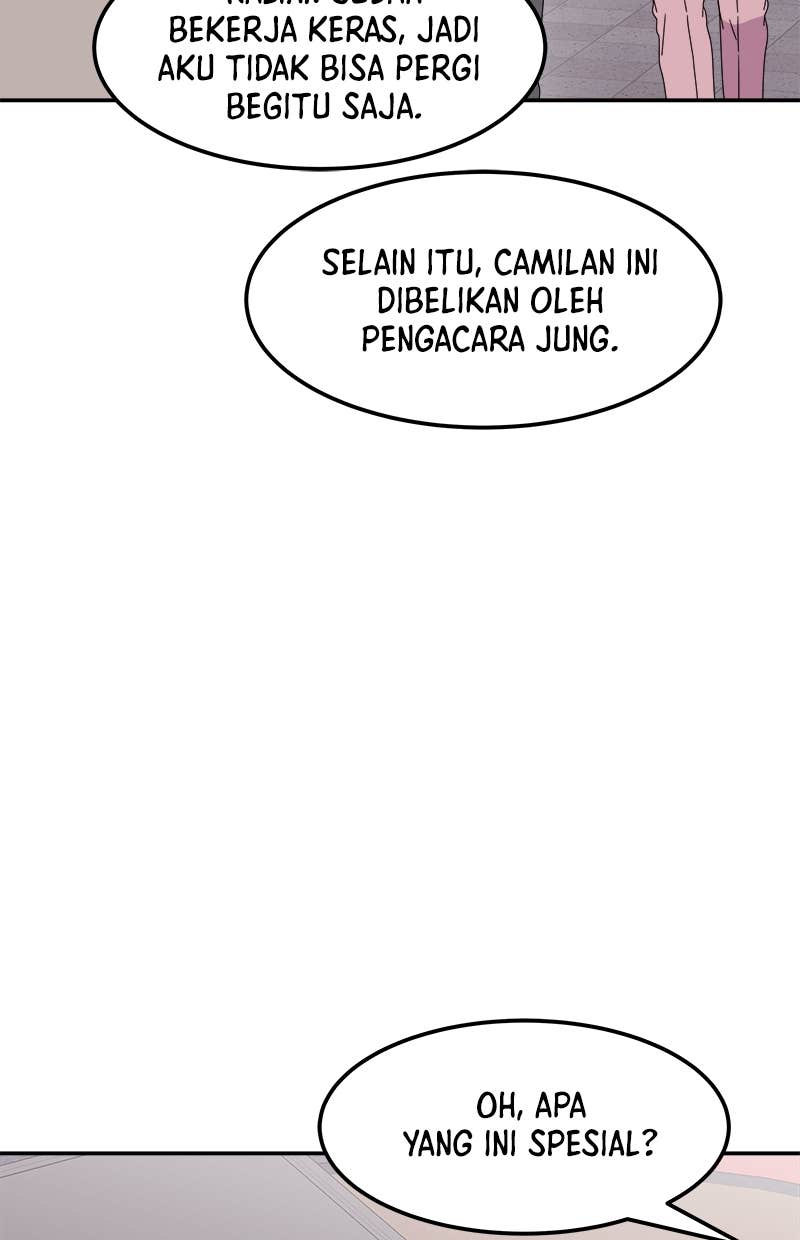 BEKERJA KERAS, JADI
AKU TIDAK BISA PERGI
BEGITU SAJA.
SELAIN ITU, CAMILAN INI
DIBELIKAN OLEH
PENGACARA JUNG.
OH, APA
YANG INI SPESIAL?